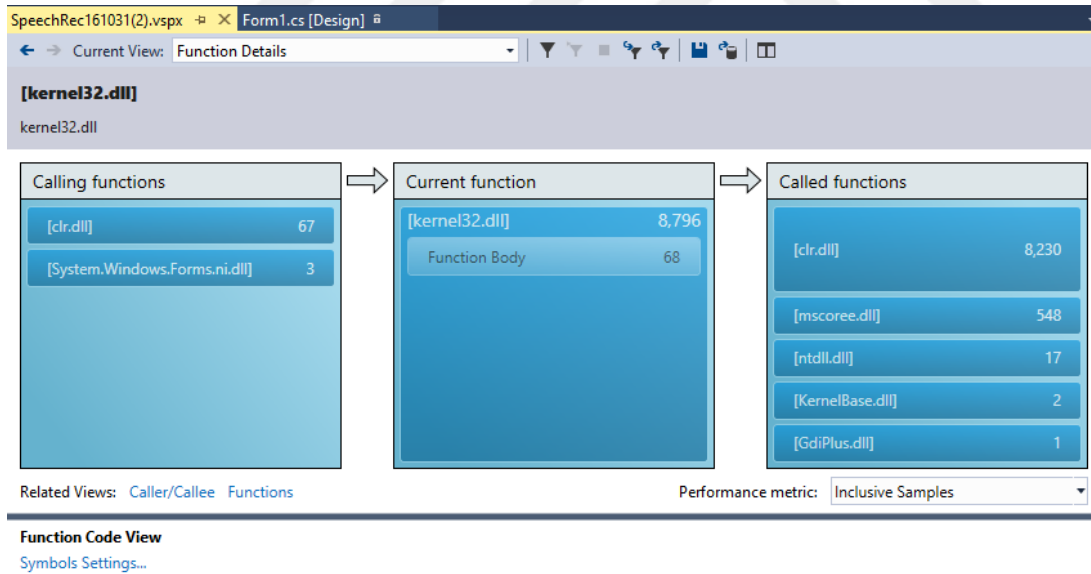 SpeechRec161031(2).vspx Form1.cs [Design]
Current View: Function Details
[kernel32.dll]
kernel32.dll
Calling functions
[clr.dll] 67
[System.Windows.Forms.ni.dll] 3
Current function
[kernel32.dll] 8,796
Function Body 68
Called functions
[clr.dll] 8,230
[mscoree.dll] 548
[ntdll.dll] 17
[KernelBase.dll] 2
[GdiPlus.dll] 1
Related Views: Caller/Callee Functions
Performance metric: Inclusive Samples
Function Code View
Symbols Settings...